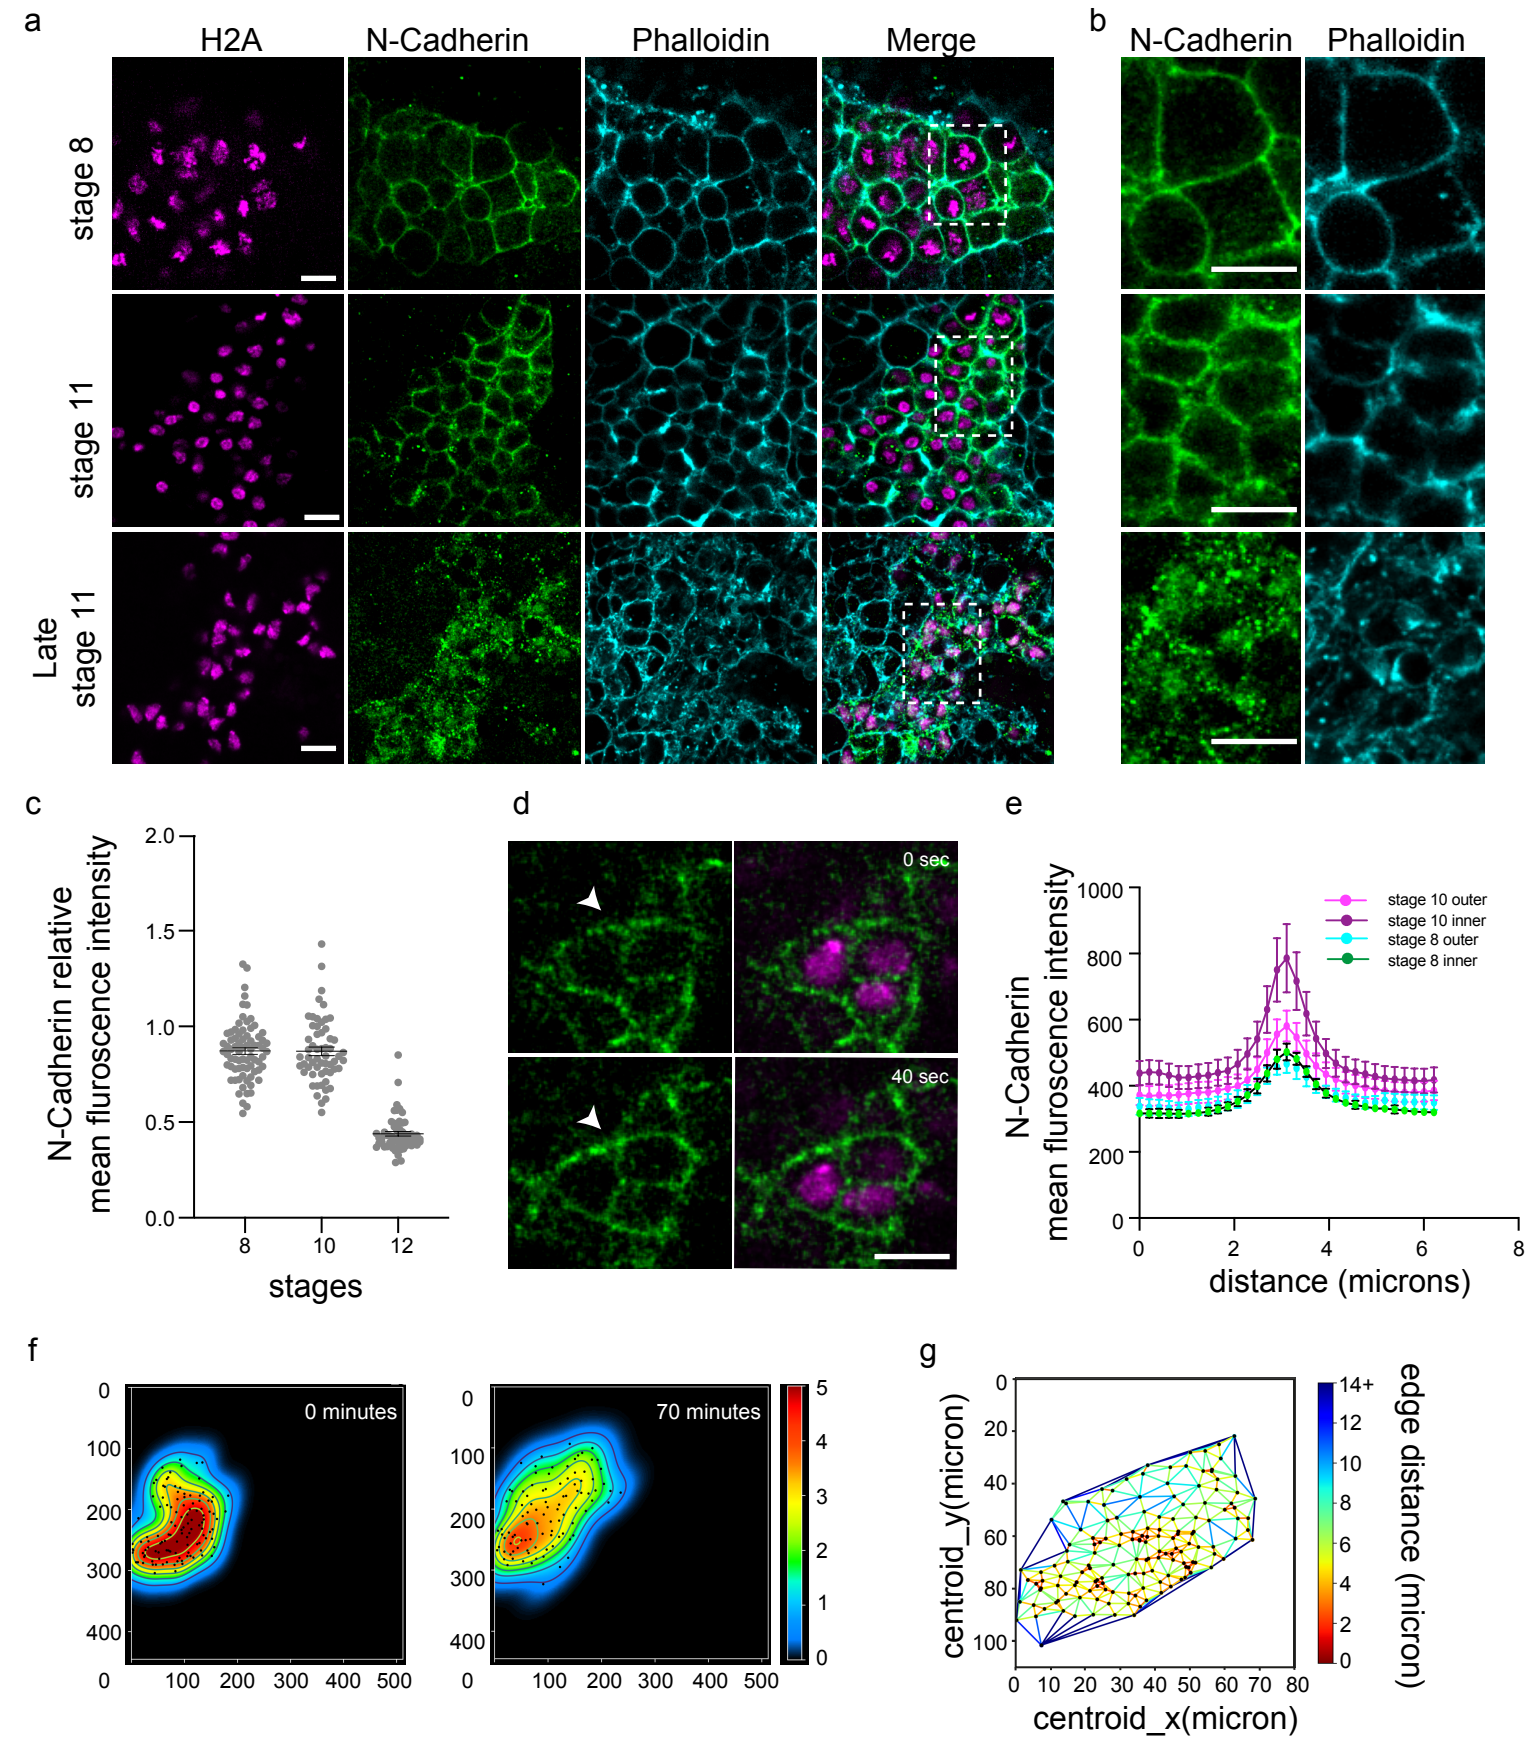 a
H2A
N-Cadherin
Phalloidin
Merge
b
N-Cadherin
Phalloidin
stage 8
stage 11
Late
stage 11
c
N-Cadherin relative
mean fluroscence intensity
2.0
1.5
1.0
0.5
0.0
8
10
12
stages
d
0 sec
40 sec
e
N-Cadherin
mean fluroscence intensity
1000
800
600
400
200
0
0
2
4
6
8
distance (microns)
stage 10 outer
stage 10 inner
stage 8 outer
stage 8 inner
f
0 minutes
0
100
200
300
400
0
100
200
300
400
500
70 minutes
0
100
200
300
400
0
100
200
300
400
500
5
4
3
2
1
0
g
centroid_y(micron)
0
20
40
60
80
100
0
10
20
30
40
50
60
70
80
centroid_x(micron)
14+
12
10
8
6
4
2
0
edge distance (micron)